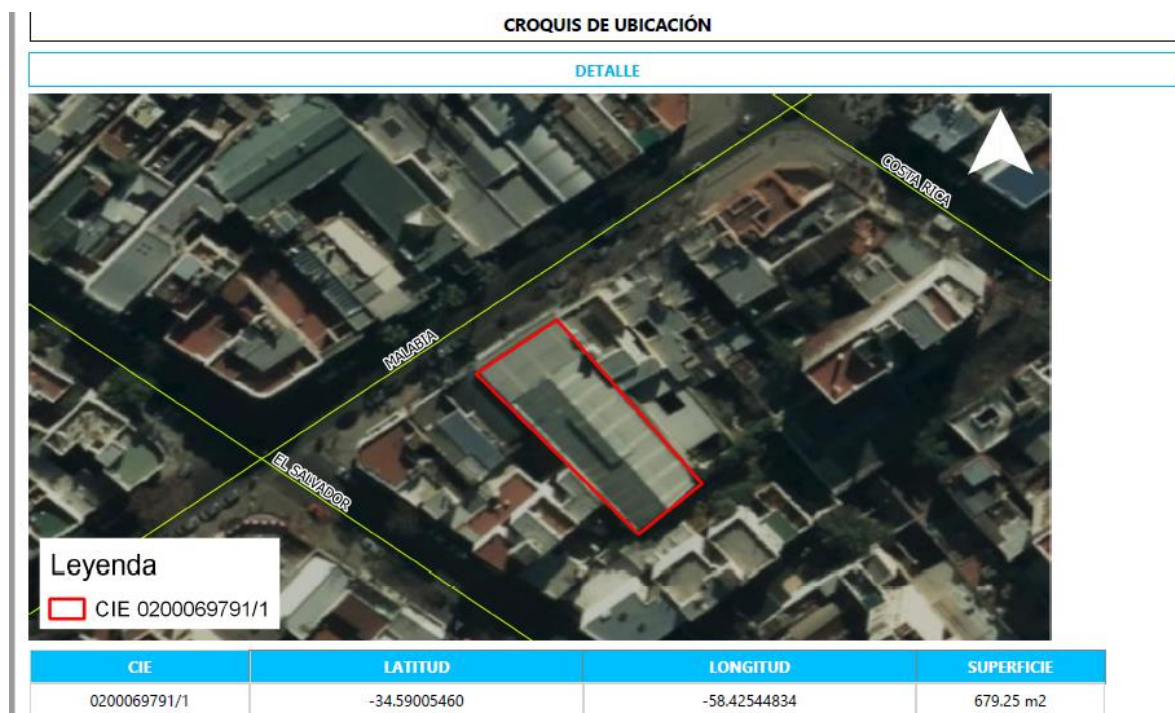 CROQUIS DE UBICACIÓN
DETALLE
COSTA RICA
MALABIA
EL SALVADOR
Leyenda
CIE 0200069791/1
CIE LATITUD LONGITUD SUPERFICIE
0200069791/1 -34.59005460 -58.42544834 679.25 m2